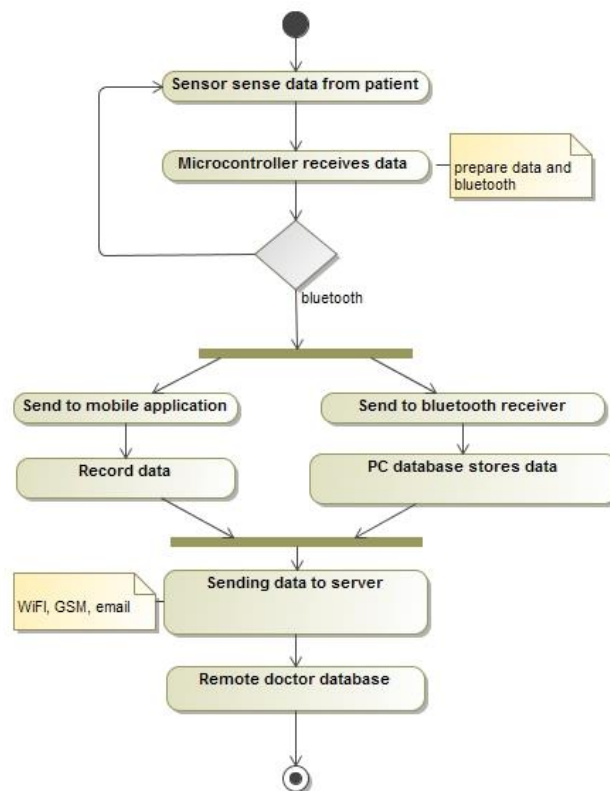 Sensor sense data from patient
Microcontroller receives data
prepare data and
bluetooth
bluetooth
Send to mobile application
Send to bluetooth receiver
Record data
PC database stores data
Sending data to server
WiFI, GSM, email
Remote doctor database